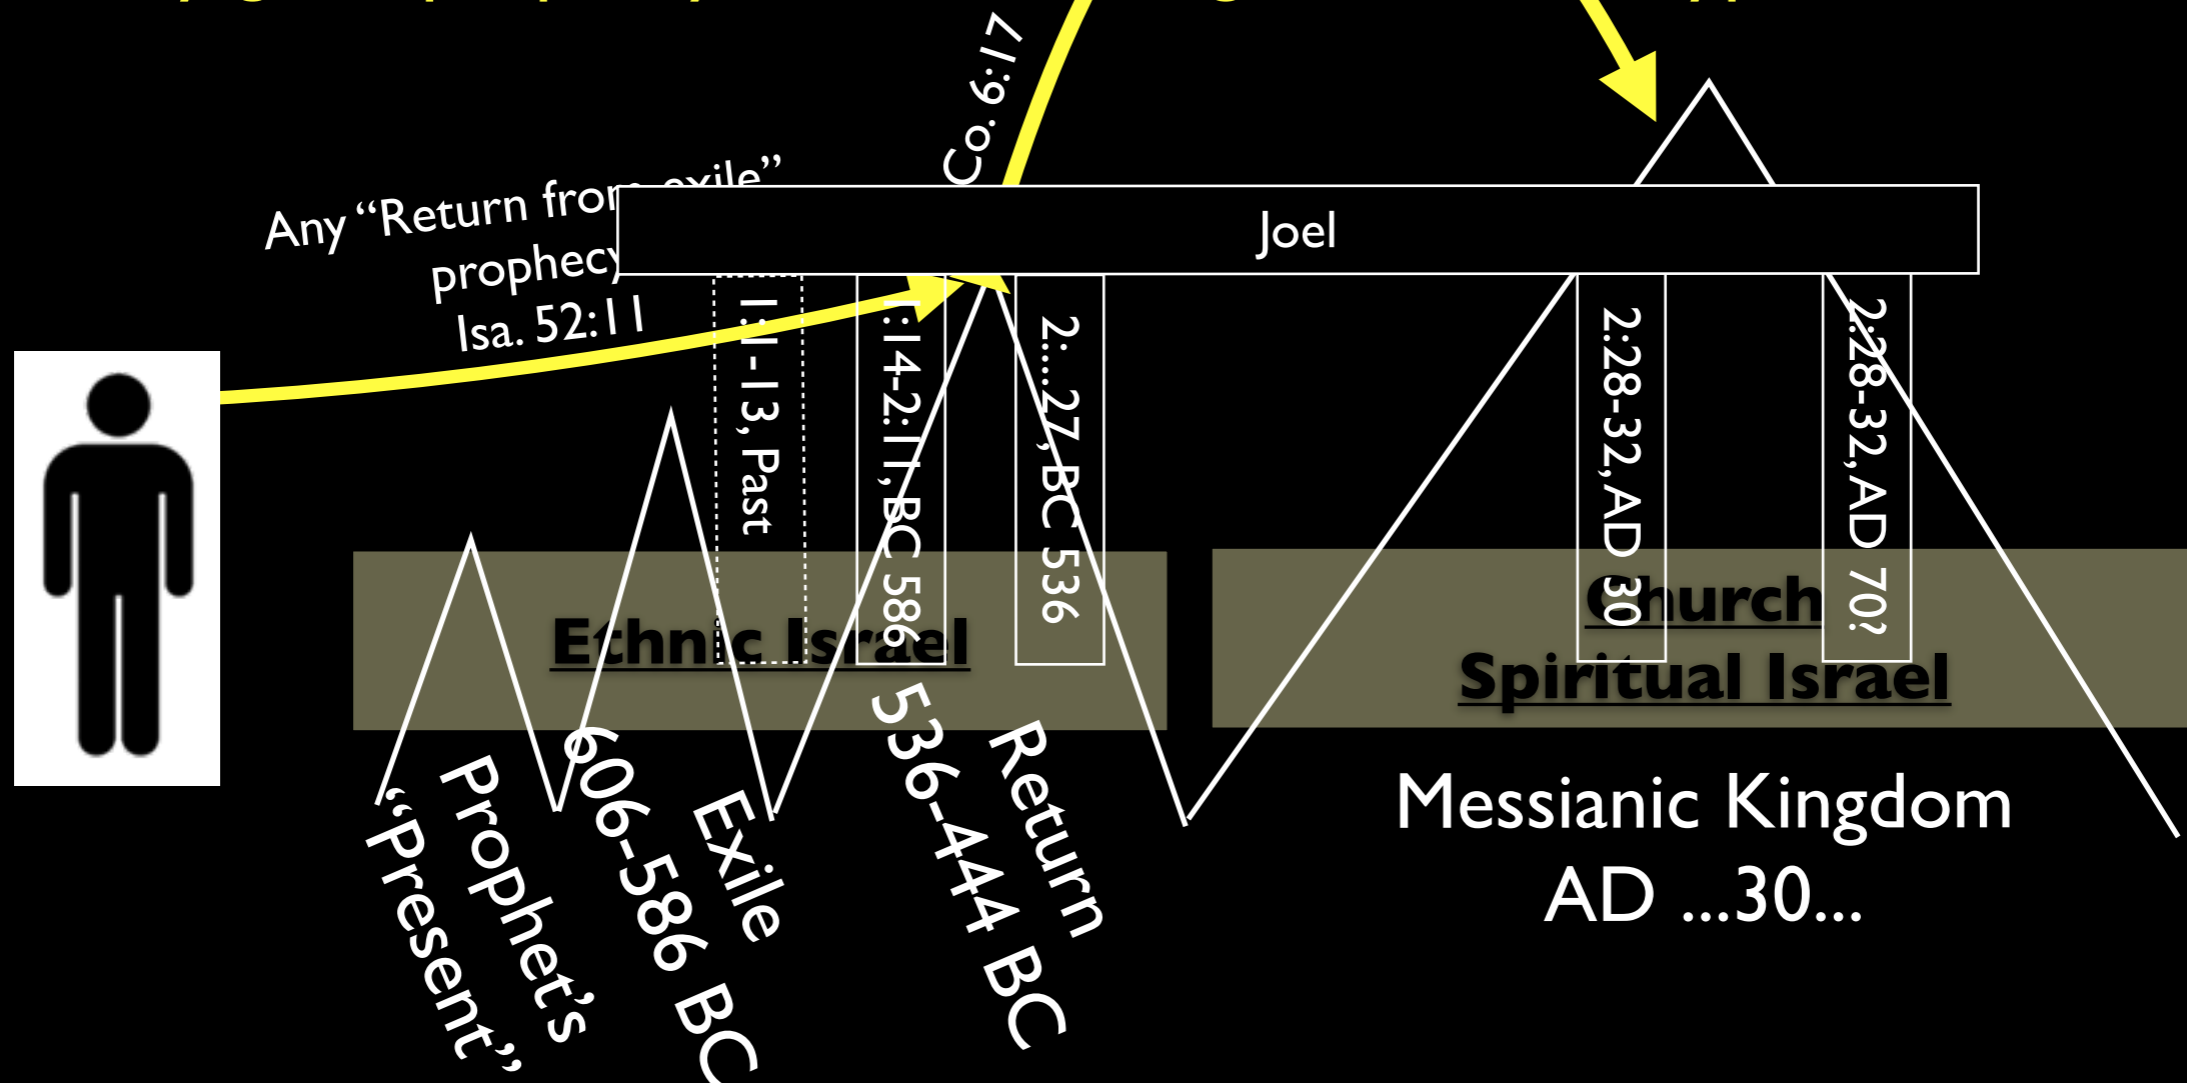 Co. 6:17
Any “Return from exile”
prophecy
Isa. 52:11
Joel
1:1-13, Past
1:14-2:11, BC 586
2:....27, BC 536
2:28-32, AD 30
2:28-32, AD 70?
Ethnic Israel
Church
Spiritual Israel
Prophet’s
“Present”
Exile
606-586 BC
Return
536-444 BC
Messianic Kingdom
AD ...30...